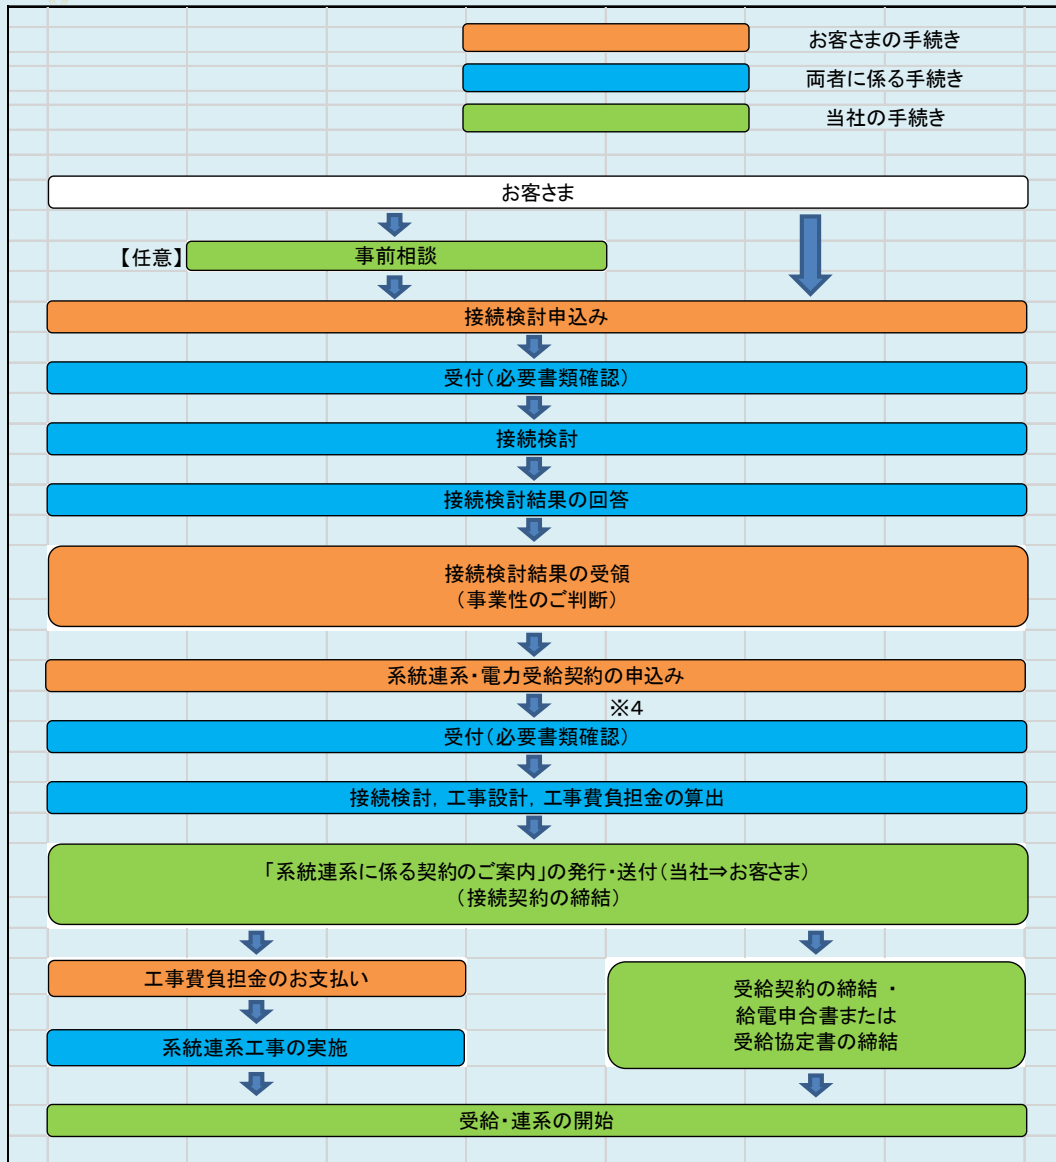 お客さまの手続き
両者に係る手続き
当社の手続き
お客さま
【任意】 事前相談
接続検討申込み
受付(必要書類確認)
接続検討
接続検討結果の回答
接続検討結果の受領
(事業性のご判断)
系統連系・電力受給契約の申込み
※4
受付(必要書類確認)
接続検討，工事設計，工事費負担金の算出
「系統連系に係る契約のご案内」の発行・送付(当社⇒お客さま)
(接続契約の締結)
工事費負担金のお支払い
系統連系工事の実施
受給契約の締結 ・
給電申合書または
受給協定書の締結
受給・連系の開始